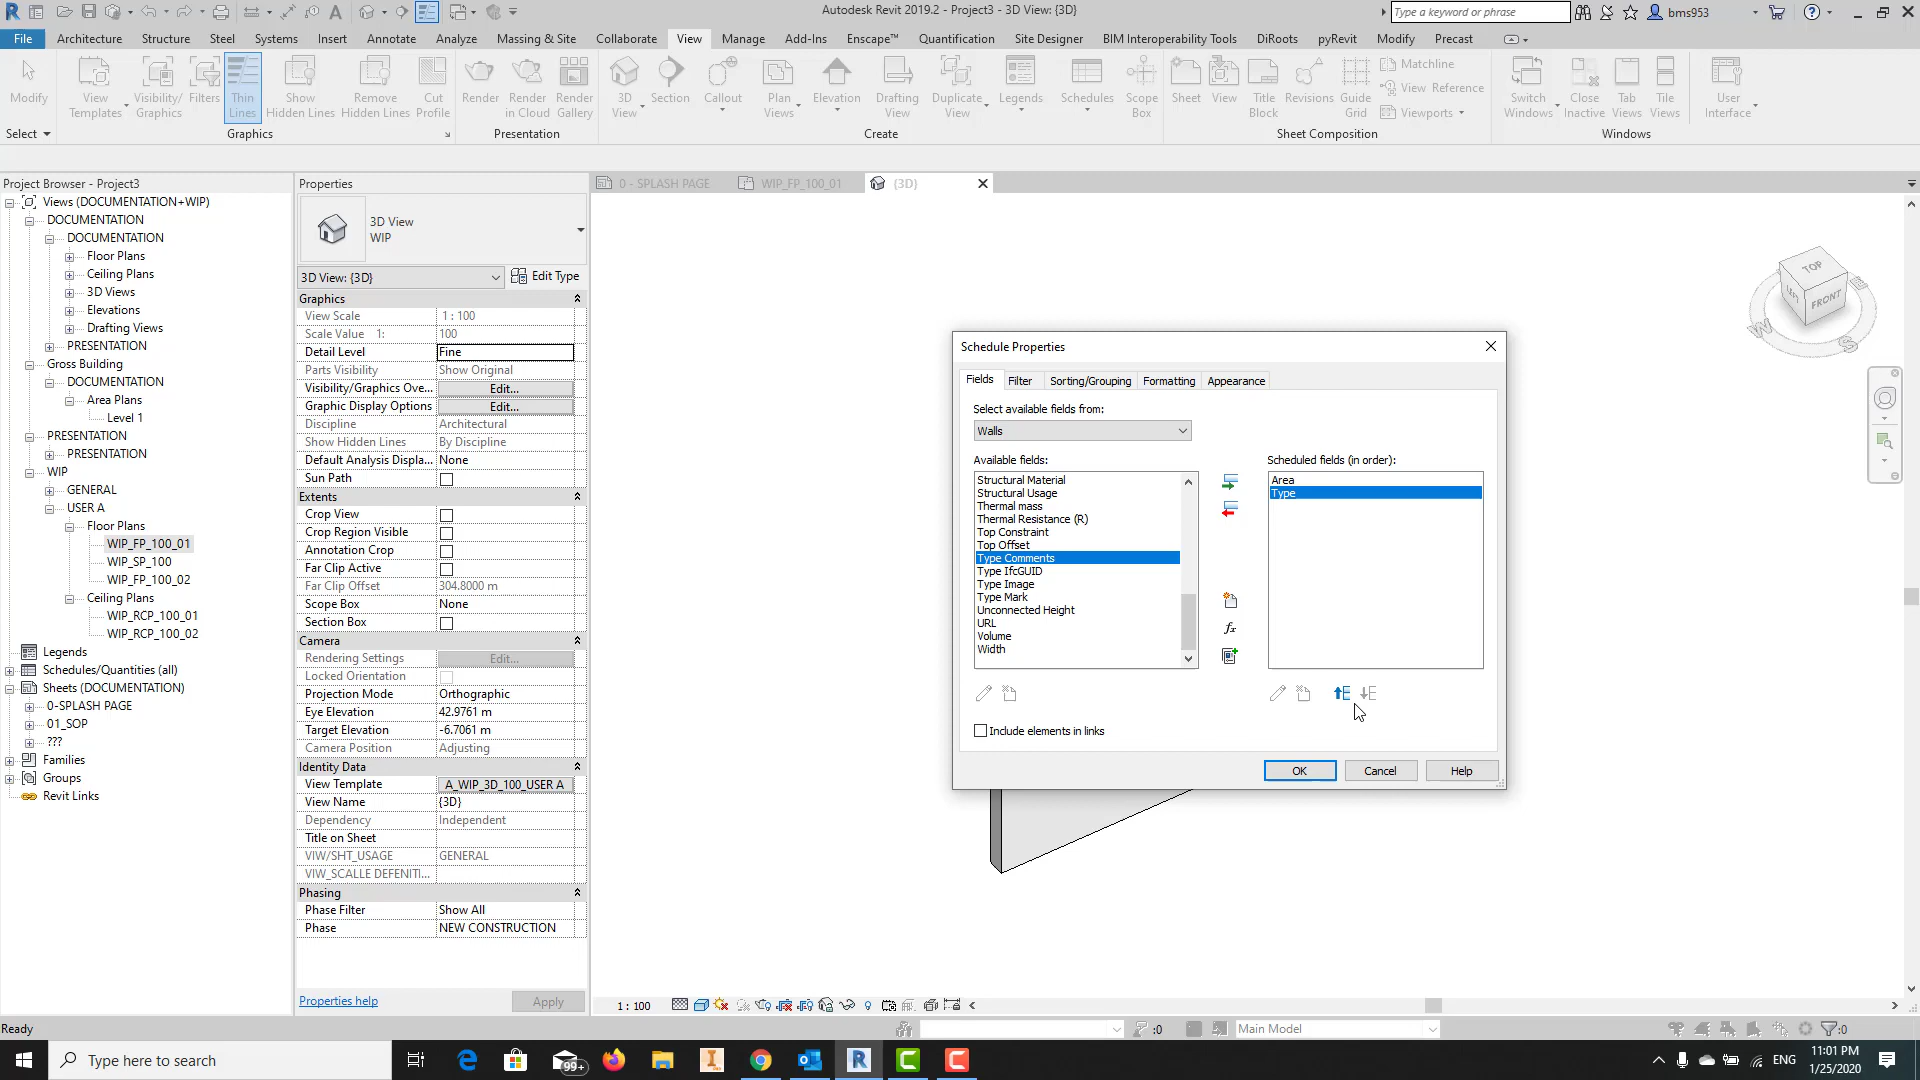 Autodesk Revit 2019.2 - Project3 - 3D View: {3D}
Type a keyword or phrase
bms953
File Architecture Structure Steel Systems Insert Annotate Analyze Massing & Site Collaborate View Manage Add-Ins Enscape™ Quantification Site Designer BIM Interoperability Tools DiRoots pyRevit Modify Precast
Modify
View Templates
Visibility/ Graphics
Filters
Thin Lines
Show Hidden Lines
Remove Hidden Lines
Cut Profile
Render
Render in Cloud
Render Gallery
3D View
Section
Callout
Plan Views
Elevation
Drafting View
Duplicate View
Legends
Schedules
Scope Box
Sheet
View
Title Block
Revisions
Guide Grid
Matchline
View Reference
Viewports
Switch Windows
Close Inactive
Tab Views
Tile Views
User Interface
Select
Graphics
Presentation
Create
Sheet Composition
Windows
Project Browser - Project3
Views (DOCUMENTATION+WIP)
DOCUMENTATION
DOCUMENTATION
Floor Plans
Ceiling Plans
3D Views
Elevations
Drafting Views
PRESENTATION
Gross Building
DOCUMENTATION
Area Plans
Level 1
PRESENTATION
PRESENTATION
WIP
GENERAL
USER A
Floor Plans
WIP_FP_100_01
WIP_SP_100
WIP_FP_100_02
Ceiling Plans
WIP_RCP_100_01
WIP_RCP_100_02
Legends
Schedules/Quantities (all)
Sheets (DOCUMENTATION)
0-SPLASH PAGE
01_SOP
???
Families
Groups
Revit Links
Properties
3D View
WIP
3D View: {3D}
Edit Type
Graphics
View Scale 1 : 100
Scale Value 1: 100
Detail Level Fine
Parts Visibility Show Original
Visibility/Graphics Ove... Edit...
Graphic Display Options Edit...
Discipline Architectural
Show Hidden Lines By Discipline
Default Analysis Displa... None
Sun Path
Extents
Crop View
Crop Region Visible
Annotation Crop
Far Clip Active
Far Clip Offset 304.8000 m
Scope Box None
Section Box
Camera
Rendering Settings Edit...
Locked Orientation
Projection Mode Orthographic
Eye Elevation 42.9761 m
Target Elevation -6.7061 m
Camera Position Adjusting
Identity Data
View Template A_WIP_3D_100_USER A
View Name {3D}
Dependency Independent
Title on Sheet
VIW/SHT_USAGE GENERAL
VIW_SCALLE DEFENITI...
Phasing
Phase Filter Show All
Phase NEW CONSTRUCTION
Properties help
Apply
0 - SPLASH PAGE
WIP_FP_100_01
{3D}
TOP
LEFT
FRONT
W
S
E
Schedule Properties
Fields Filter Sorting/Grouping Formatting Appearance
Select available fields from:
Walls
Available fields:
Structural Material
Structural Usage
Thermal mass
Thermal Resistance (R)
Top Constraint
Top Offset
Type Comments
Type IfcGUID
Type Image
Type Mark
Unconnected Height
URL
Volume
Width
fx
Scheduled fields (in order):
Area
Type
Include elements in links
OK
Cancel
Help
1 : 100
Ready
:0
Main Model
:0
Type here to search
99+
ENG
11:01 PM
1/25/2020